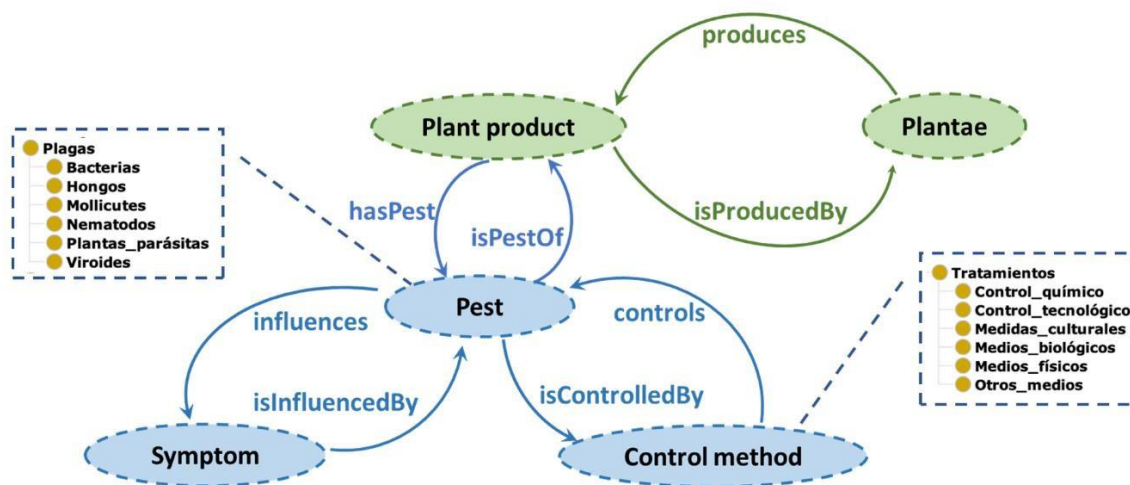 produces
Plant product
Plantae
Plagas
Bacterias
Hongos
Mollicutes
Nematodos
Plantas_parásitas
Viroides
hasPest
isPestOf
isProducedBy
Pest
Tratamientos
Control_químico
Control_tecnológico
Medidas_culturales
Medios_biológicos
Medios_físicos
Otros_medios
influences
controls
isInfluencedBy
isControlledBy
Symptom
Control method